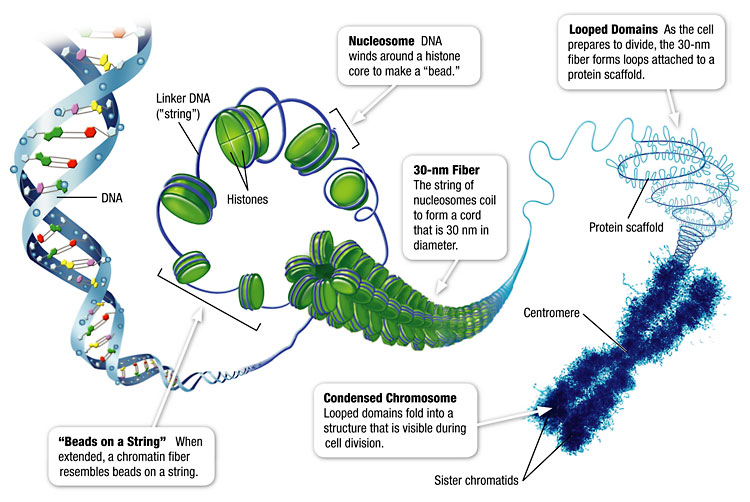 Nucleosome DNA
winds around a histone
core to make a “bead.”
Looped Domains As the cell
prepares to divide, the 30-nm
fiber forms loops attached to a
protein scaffold.
Linker DNA
("string")
Histones
DNA
30-nm Fiber
The string of
nucleosomes coil
to form a cord
that is 30 nm in
diameter.
Protein scaffold
Centromere
Condensed Chromosome
Looped domains fold into a
structure that is visible during
cell division.
“Beads on a String” When
extended, a chromatin fiber
resembles beads on a string.
Sister chromatids